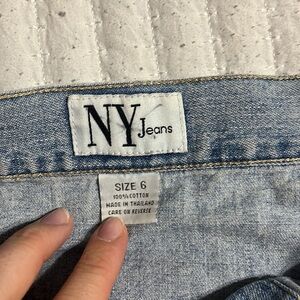 NY Jeans
SIZE 6
100% COTTON
MADE IN THAILAND
CARE ON REVERSE